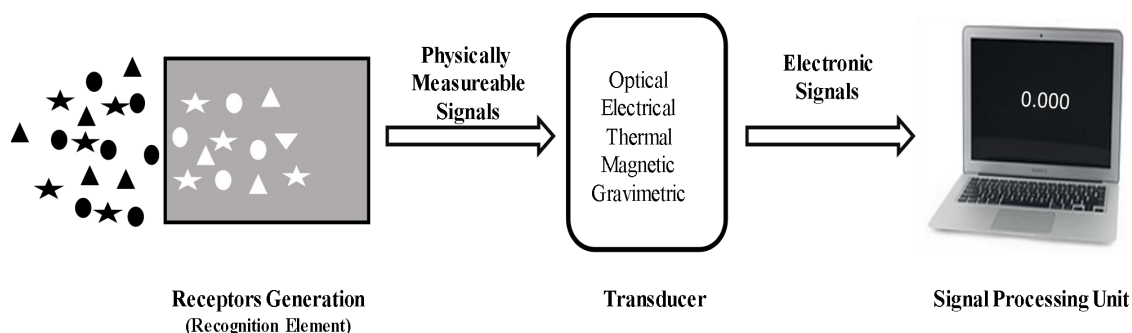 Physically
Measureable
Signals
Optical
Electrical
Thermal
Magnetic
Gravimetric
Electronic
Signals
0.000
Receptors Generation
(Recognition Element)
Transducer
Signal Processing Unit